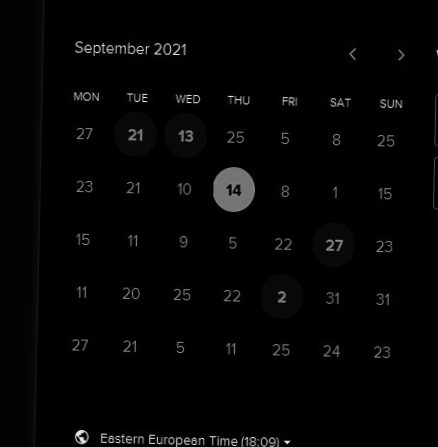 September 2021
MON TUE WED THU FRI SAT SUN
27 21 13 25 5 8 25
23 21 10 14 8 1 15
15 11 9 5 22 27 23
11 20 25 22 2 31 31
27 21 5 11 25 24 23
Eastern European Time (18:09)